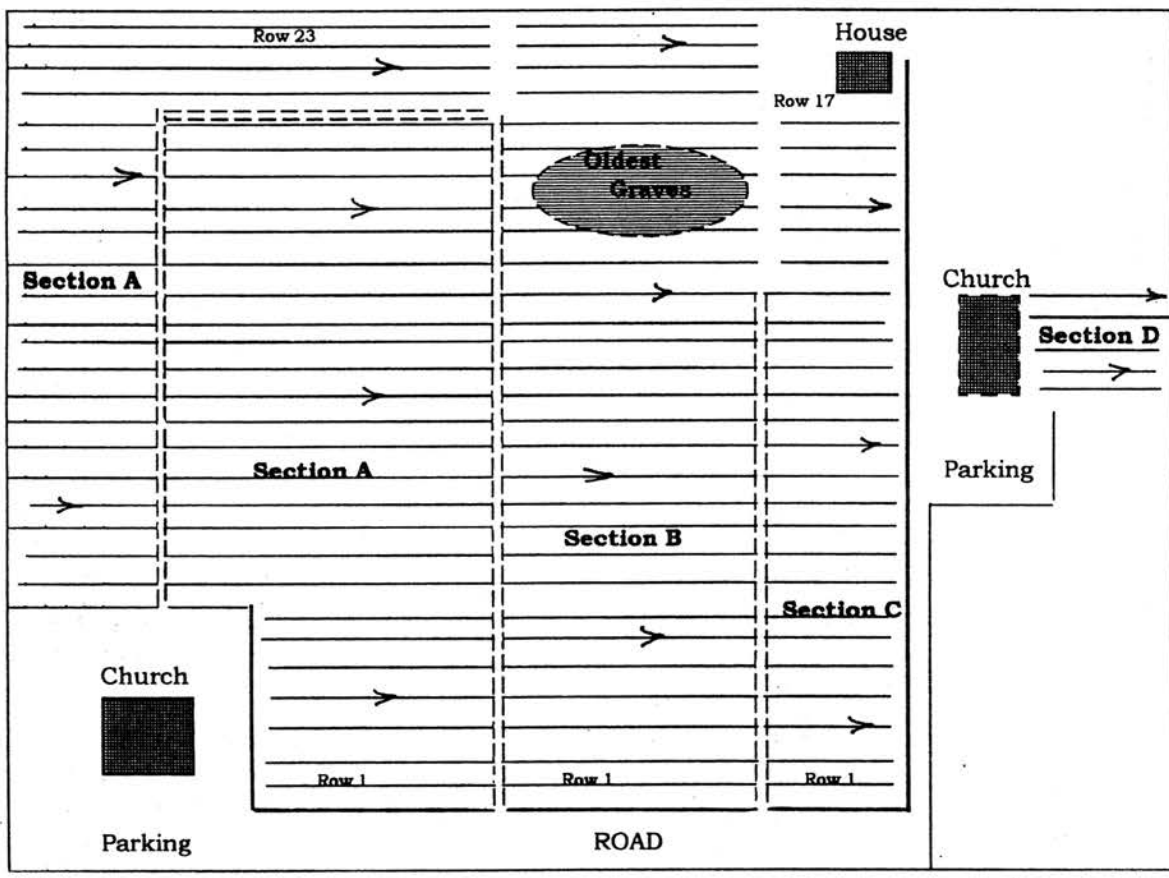 House
Row 23
Row 17
Oldest
Graves
Section A
Church
Section D
Section A
Parking
Section B
Section C
Church
Row 1
Row 1
Row 1
Parking
ROAD